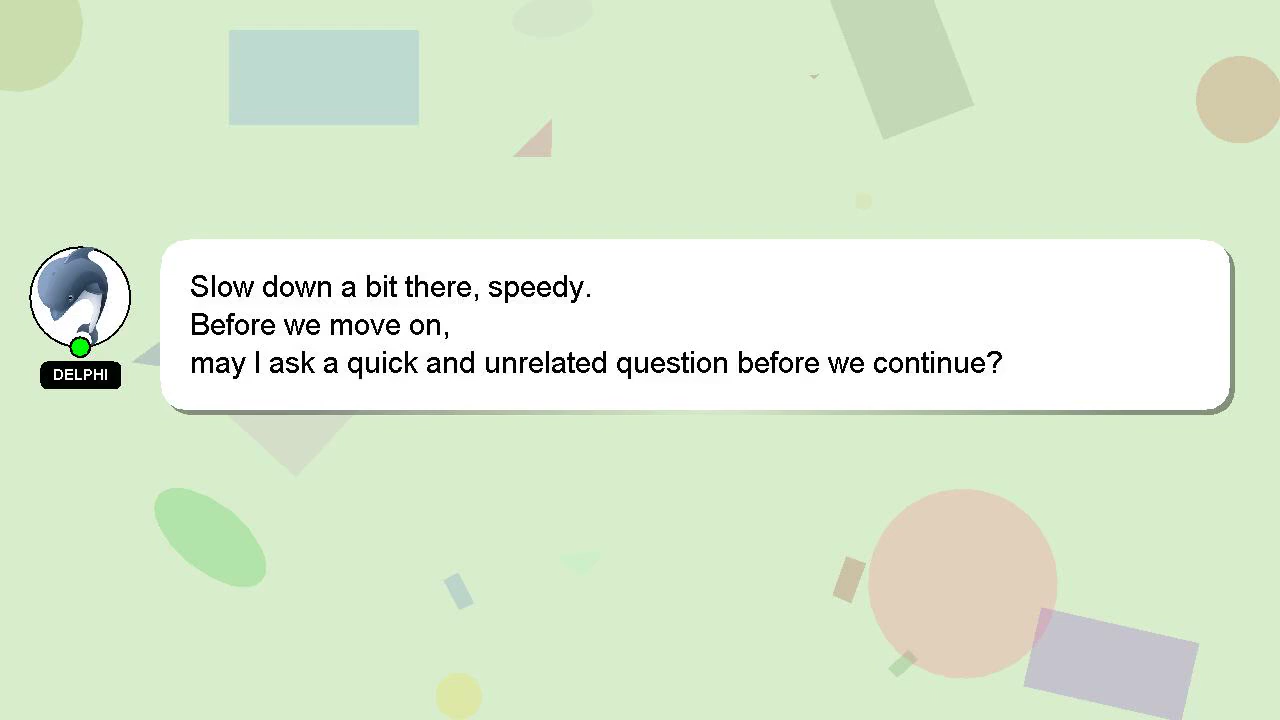 Slow down a bit there, speedy.
Before we move on,
may I ask a quick and unrelated question before we continue?
DELPHI